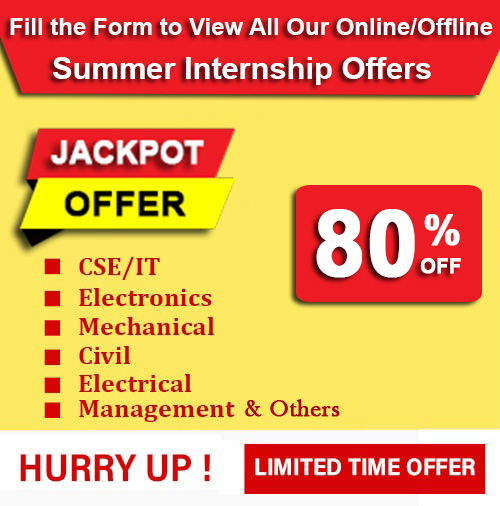 Fill the Form to View All Our Online/Offline
Summer Internship Offers
JACKPOT
OFFER
80% OFF
CSE/IT
Electronics
Mechanical
Civil
Electrical
Management & Others
HURRY UP !
LIMITED TIME OFFER